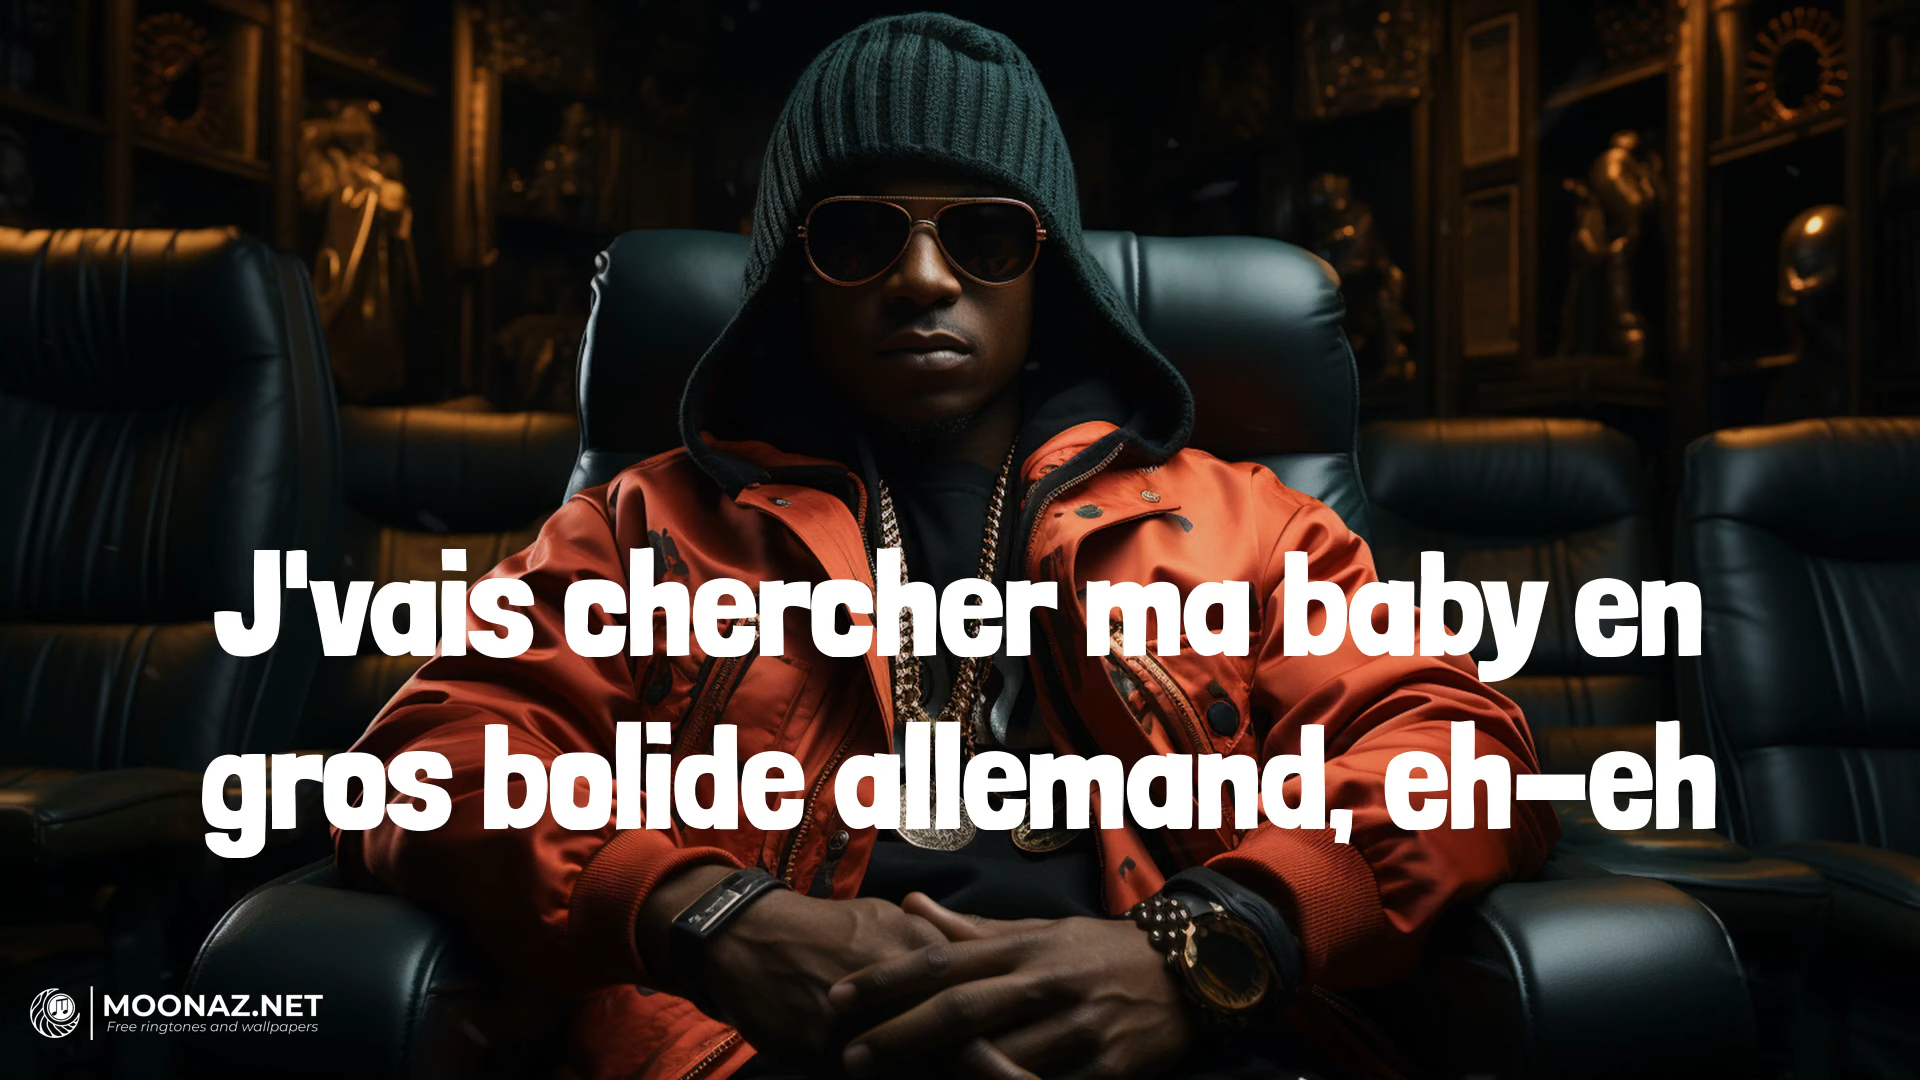 J'vais chercher ma baby en
gros bolide allemand, eh-eh
MOONAZ.NET
Free ringtones and wallpapers